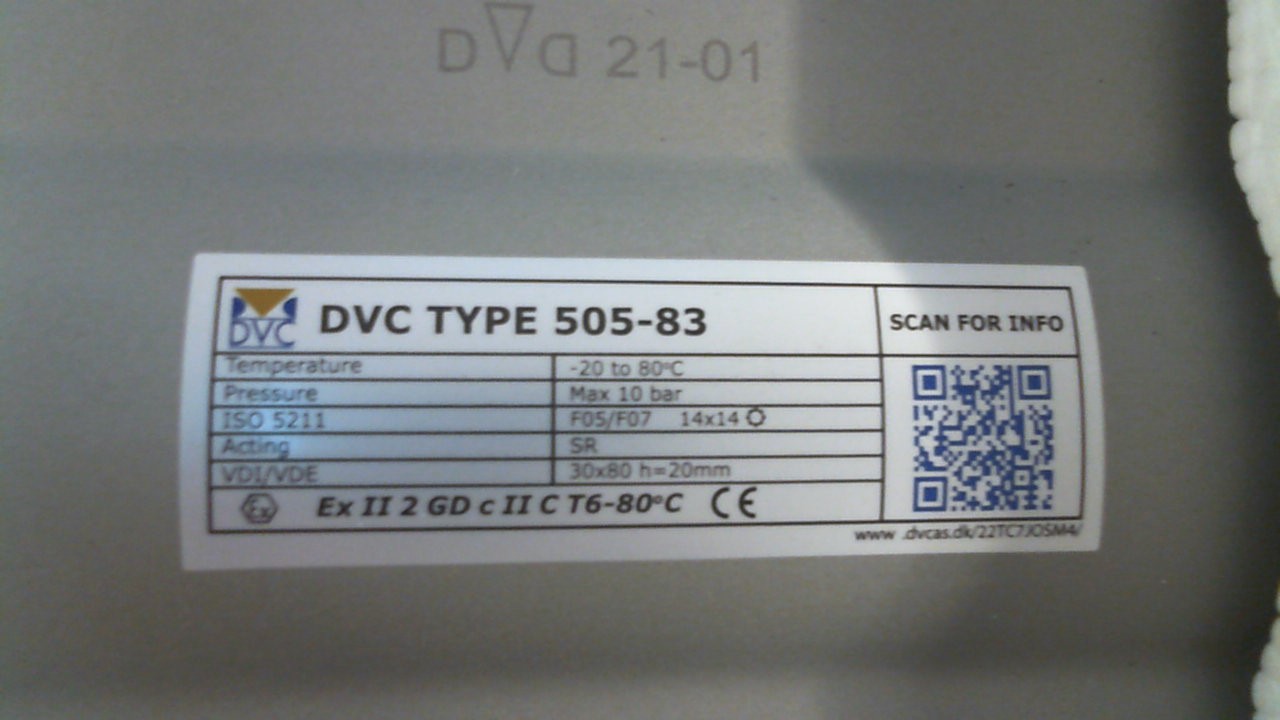 DVC 21-01
DVC
DVC TYPE 505-83
SCAN FOR INFO
Temperature -20 to 80°C
Pressure Max 10 bar
ISO 5211 F05/F07 14x14
Acting SR
VDI/VDE 30x80 h=20mm
Ex Ex II 2 GD c II C T6-80°C CE
www .dvcas.dk/22TC7JOSM4/